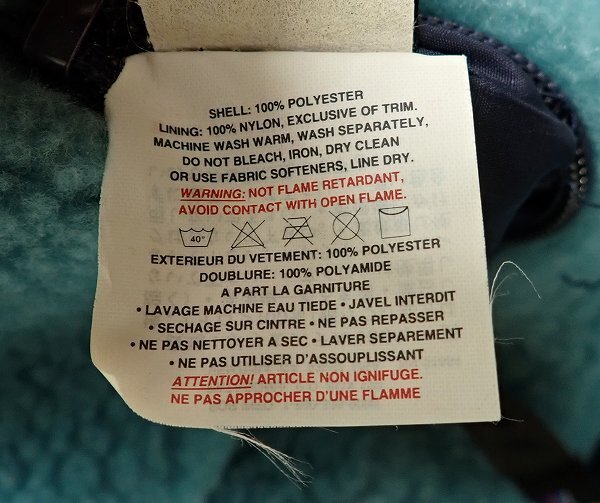 SHELL: 100% POLYESTER
LINING: 100% NYLON, EXCLUSIVE OF TRIM.
MACHINE WASH WARM, WASH SEPARATELY,
DO NOT BLEACH, IRON, DRY CLEAN
OR USE FABRIC SOFTENERS, LINE DRY.
WARNING: NOT FLAME RETARDANT,
AVOID CONTACT WITH OPEN FLAME.
40°
EXTERIEUR DU VETEMENT: 100% POLYESTER
DOUBLURE: 100% POLYAMIDE
A PART LA GARNITURE
• LAVAGE MACHINE EAU TIEDE • JAVEL INTERDIT
• SECHAGE SUR CINTRE • NE PAS REPASSER
• NE PAS NETTOYER A SEC • LAVER SEPAREMENT
• NE PAS UTILISER D'ASSOUPLISSANT
ATTENTION! ARTICLE NON IGNIFUGE.
NE PAS APPROCHER D'UNE FLAMME